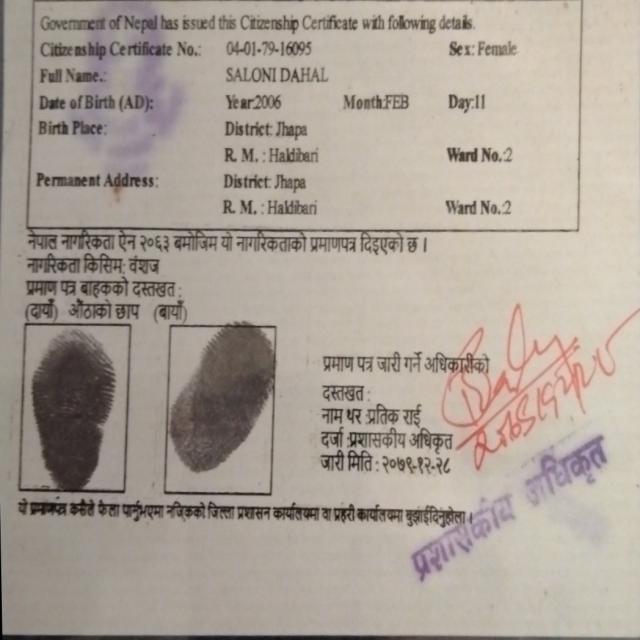 Government of Nepal has issued this Citizenship Certificate with following details.
Citizenship Certificate No.: 04-01-79-16095 Sex: Female
Full Name.: SALONI DAHAL
Date of Birth (AD): Year:2006 Month:FEB Day:11
Birth Place: District: Jhapa
R. M. : Haldibari Ward No.:2
Permanent Address: District: Jhapa
R. M. : Haldibari Ward No.:2
नेपाल नागरिकता ऐन २०६३ बमोजिम यो नागरिकताको प्रमाणपत्र दिइएको छ ।
नागरिकता किसिम: वंशज
प्रमाण पत्र बाहकको दस्तखत :
(दायाँ) औंठाको छाप (बायाँ)
प्रमाण पत्र जारी गर्ने अधिकारीको
दस्तखत :
नाम थर :प्रतिक राई
दर्जा :प्रशासकीय अधिकृत
जारी मिति : २०७९-१२-२८
यो प्रमाणपत्र कसैले फेला पार्नुभएमा नजिकको जिल्ला प्रशासन कार्यालयमा वा प्रहरी कार्यालयमा बुझाईदिनुहोला ।
प्रशासकीय अधिकृत